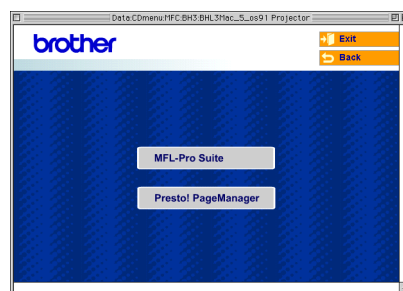 Data:CDmenu:MFC:BH3:BHL3Mac_5_os91 Projector
brother
Exit
Back
MFL-Pro Suite
Presto! PageManager